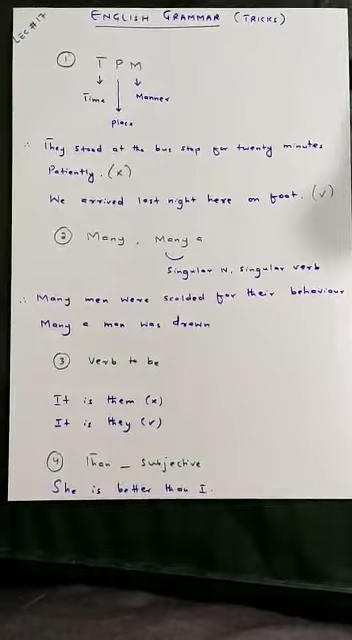 LEC # 17
ENGLISH GRAMMAR (TRICKS)
① T P M
Time Manner
Place
∴ They stood at the bus stop for twenty minutes
Patiently. (x)
We arrived last night here on foot. (√)
② Many, Many a
Singular N, Singular verb
∴ Many men were scolded for their behaviour
Many a man was drawn
③ Verb to be
It is them (x)
It is they (√)
④ Than _ Subjective
She is better than I.